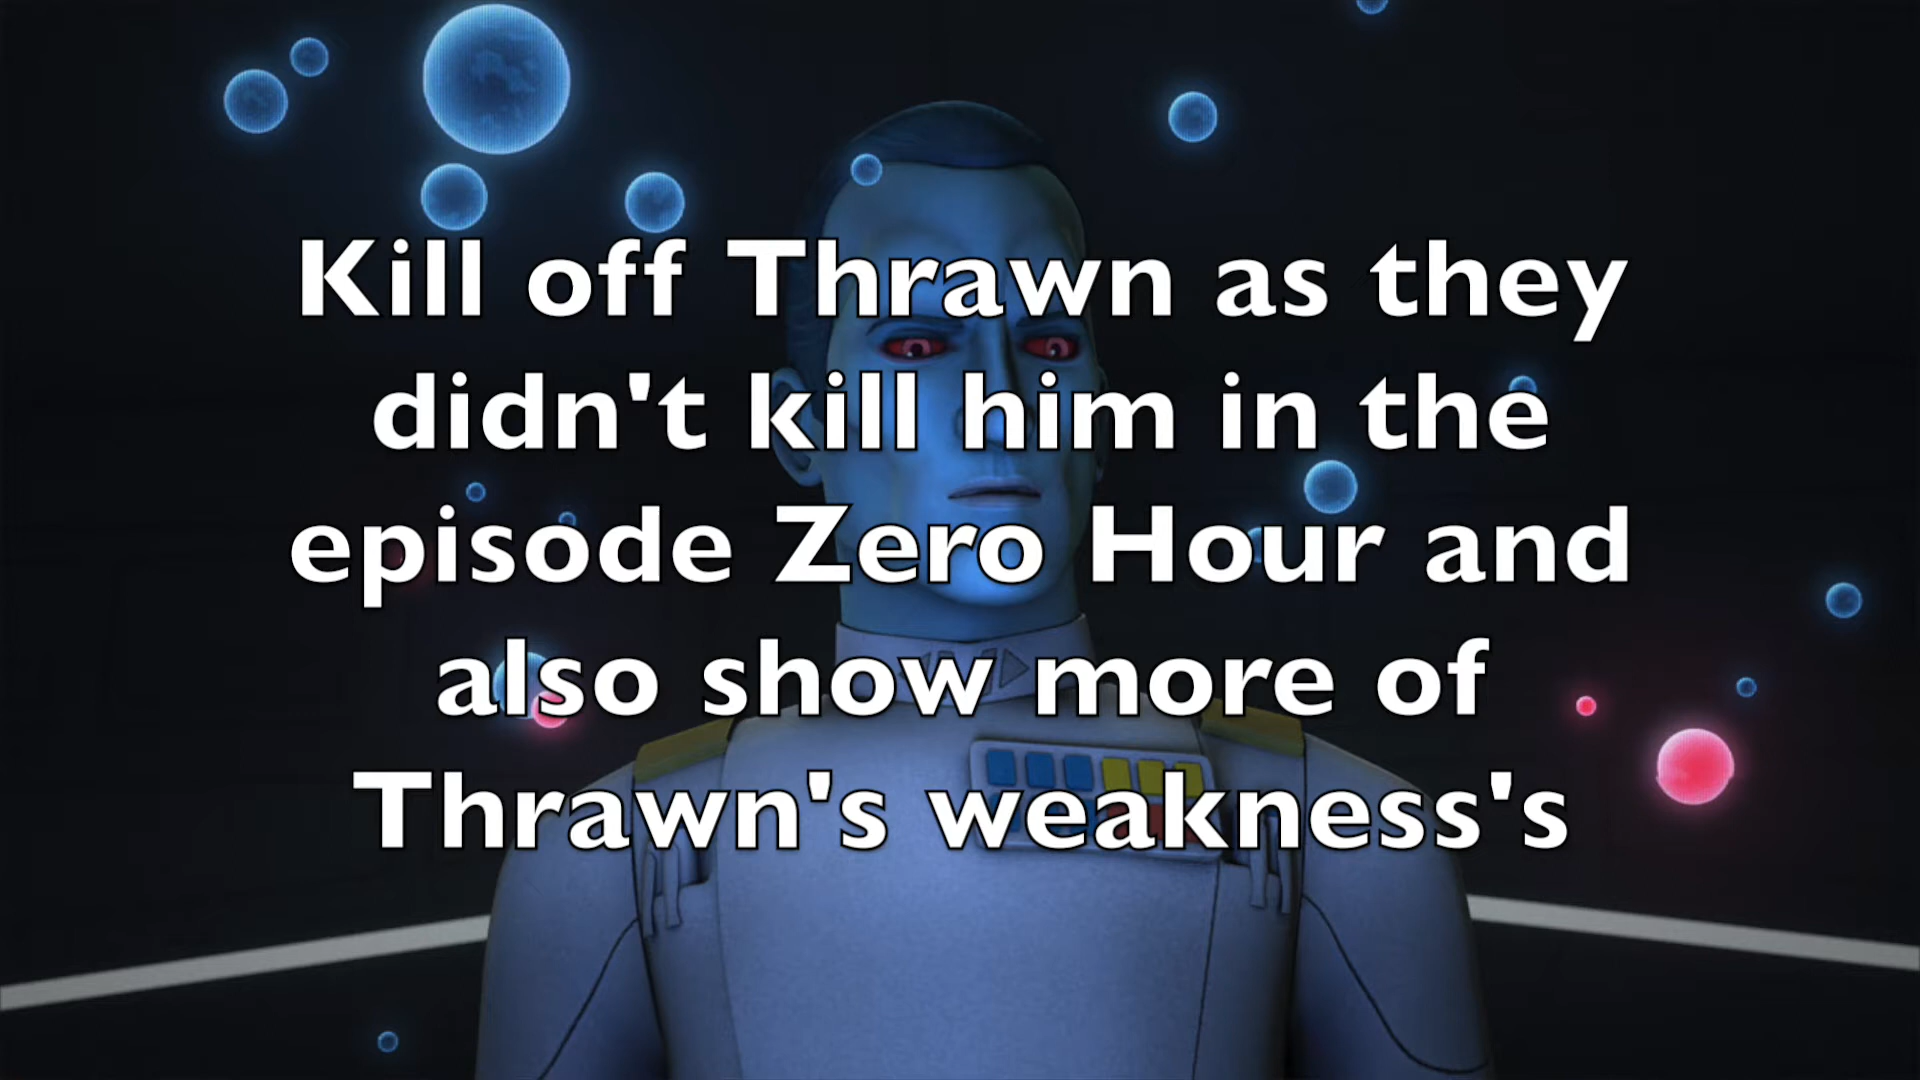 Kill off Thrawn as they
didn't kill him in the
episode Zero Hour and
also show more of
Thrawn's weakness's